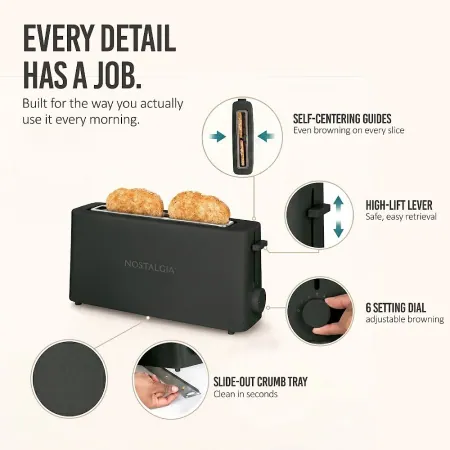 EVERY DETAIL
HAS A JOB.
Built for the way you actually
use it every morning.
SELF-CENTERING GUIDES
Even browning on every slice
HIGH-LIFT LEVER
Safe, easy retrieval
NOSTALGIA
6 SETTING DIAL
adjustable browning
SLIDE-OUT CRUMB TRAY
Clean in seconds